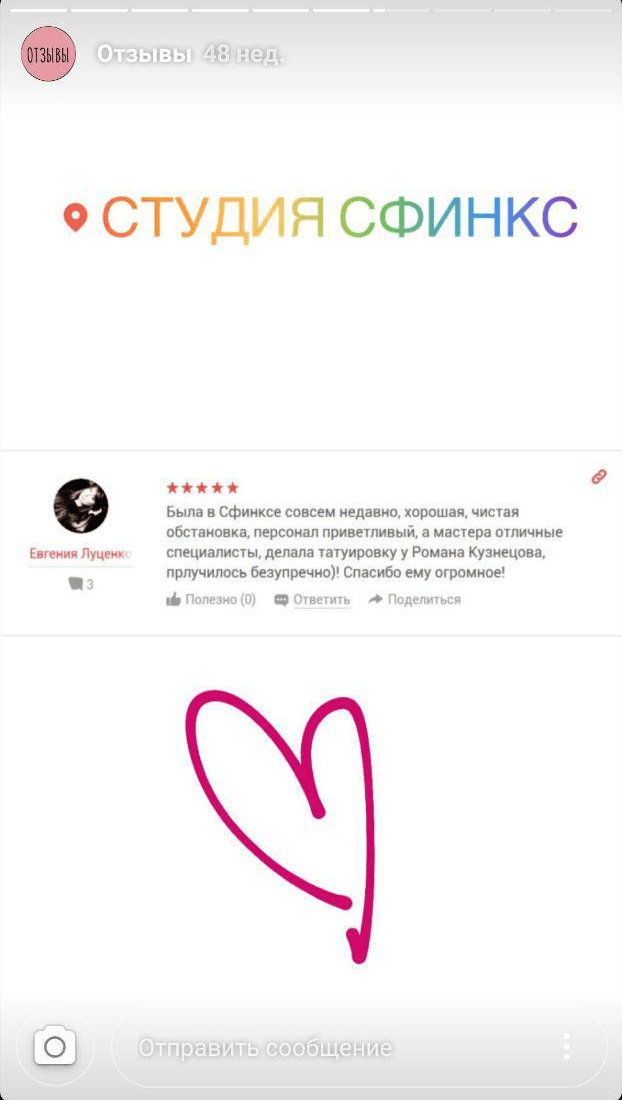 ОТЗЫВЫ
Отзывы 48 нед.
СТУДИЯ СФИНКС
Была в Сфинксе совсем недавно, хорошая, чистая
обстановка, персонал приветливый, а мастера отличные
Евгения Луценко
специалисты, делала татуировку у Романа Кузнецова,
прлучилось безупречно)! Спасибо ему огромное!
3
Полезно (0) Ответить Поделиться
Отправить сообщение